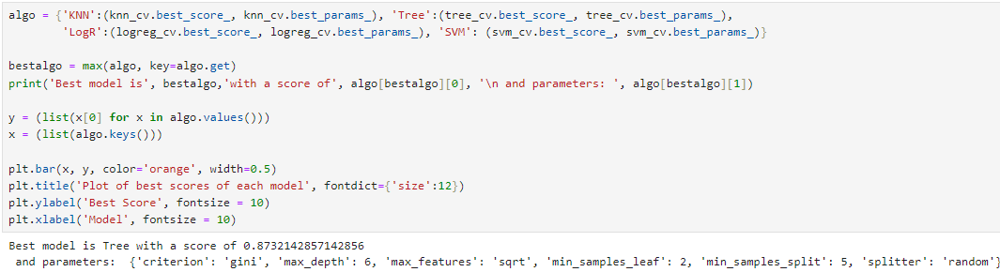 algo = {'KNN':(knn_cv.best_score_, knn_cv.best_params_), 'Tree':(tree_cv.best_score_, tree_cv.best_params_),
'LogR':(logreg_cv.best_score_, logreg_cv.best_params_), 'SVM': (svm_cv.best_score_, svm_cv.best_params_)}
bestalgo = max(algo, key=algo.get)
print('Best model is', bestalgo,'with a score of', algo[bestalgo][0], '\n and parameters: ', algo[bestalgo][1])
y = (list(x[0] for x in algo.values()))
x = (list(algo.keys()))
plt.bar(x, y, color='orange', width=0.5)
plt.title('Plot of best scores of each model', fontdict={'size':12})
plt.ylabel('Best Score', fontsize = 10)
plt.xlabel('Model', fontsize = 10)
Best model is Tree with a score of 0.8732142857142856
and parameters:  {'criterion': 'gini', 'max_depth': 6, 'max_features': 'sqrt', 'min_samples_leaf': 2, 'min_samples_split': 5, 'splitter': 'random'}